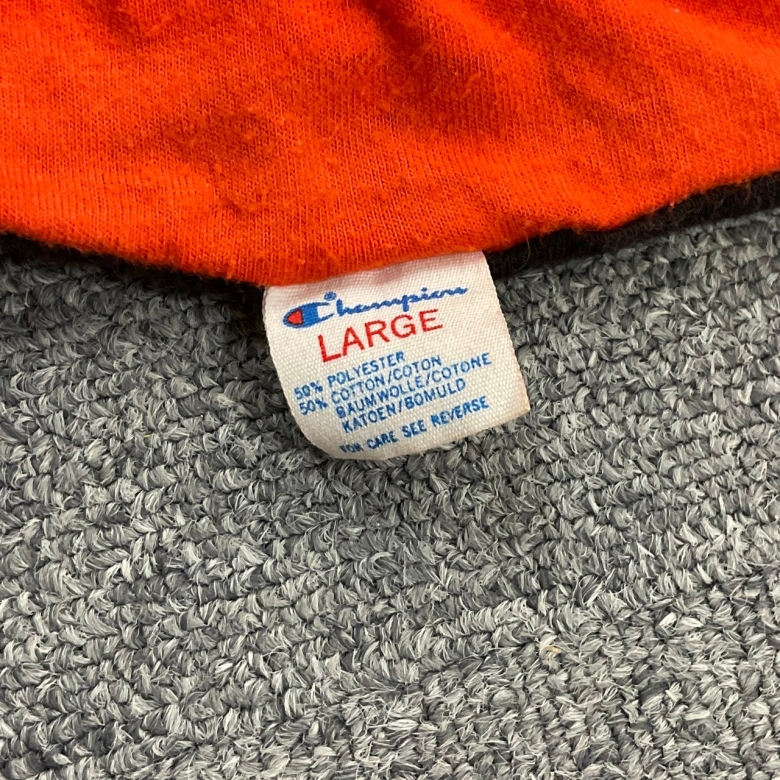 Champion®
LARGE
50% POLYESTER
50% COTTON/COTON
BAUMWOLLE/COTONE
KATOEN/BOMULD
FOR CARE SEE REVERSE